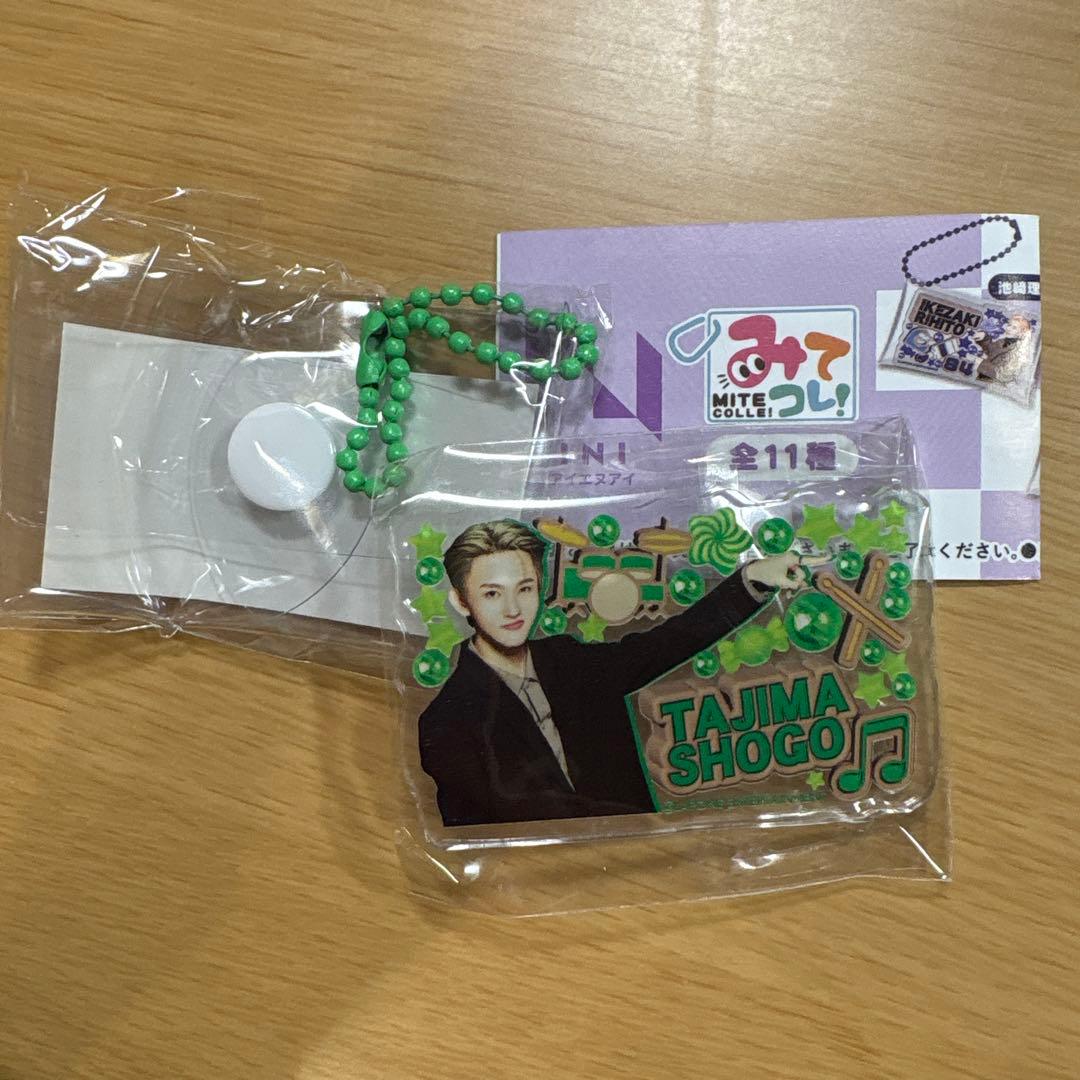 みて
コレ!
MITE
COLLE!
INI
アイエヌアイ
全11種
池﨑理
IKEZAKI
RIHITO
84
ください。●
TAJIMA
SHOGO